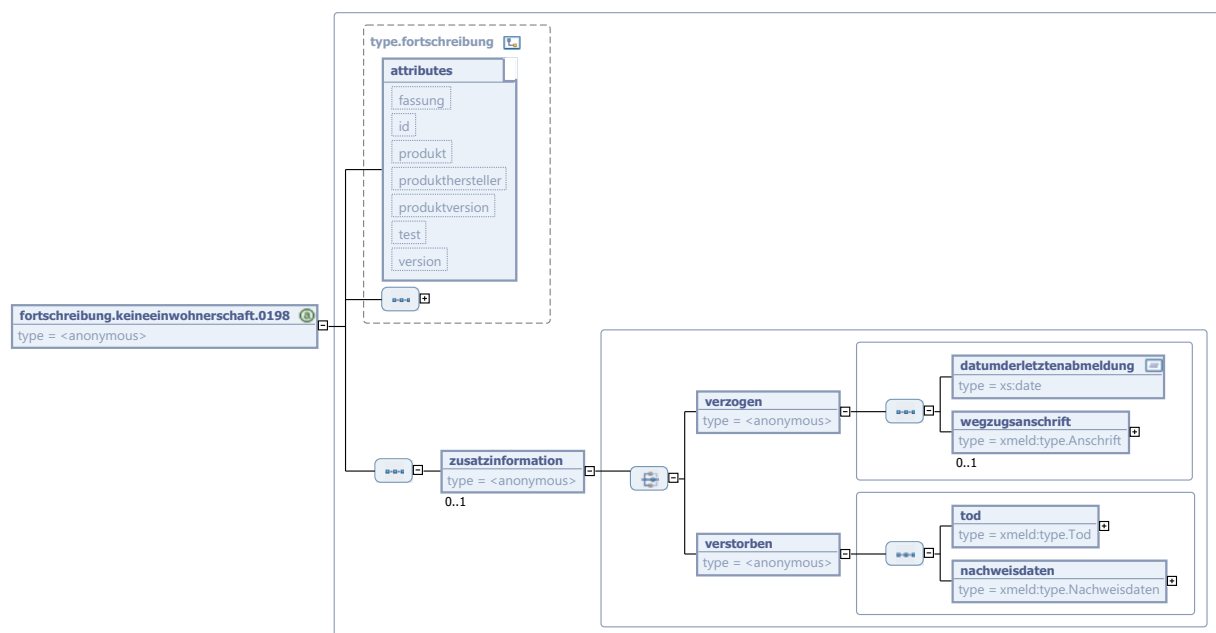 type.fortschreibung
attributes
fassung
id
produkt
produkthersteller
produktversion
test
version
fortschreibung.keineeinwohnerschaft.0198
type = <anonymous>
zusatzinformation
type = <anonymous>
0..1
verzogen
type = <anonymous>
datumderletztenabmeldung
type = xs:date
wegzugsanschrift
type = xmeld:type.Anschrift
0..1
verstorben
type = <anonymous>
tod
type = xmeld:type.Tod
nachweisdaten
type = xmeld:type.Nachweisdaten